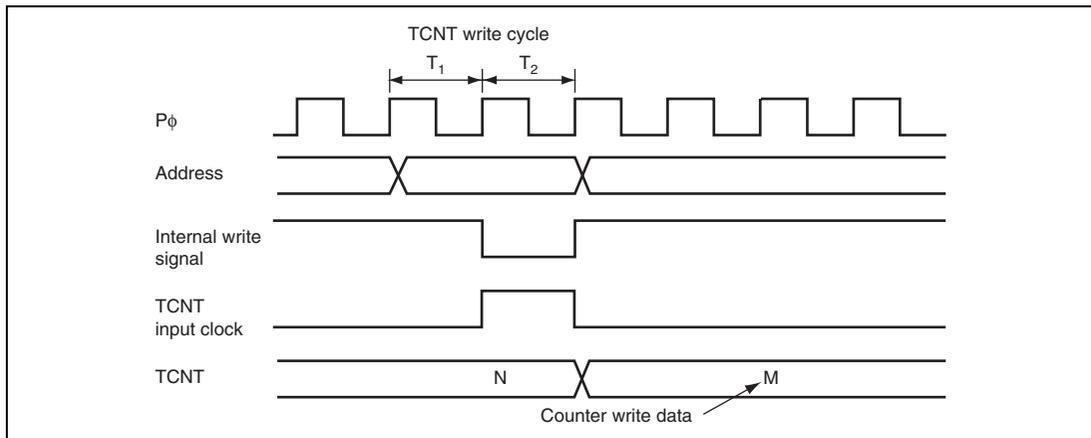 TCNT write cycle
T1 T2
Pϕ
Address
Internal write
signal
TCNT
input clock
TCNT
N
M
Counter write data